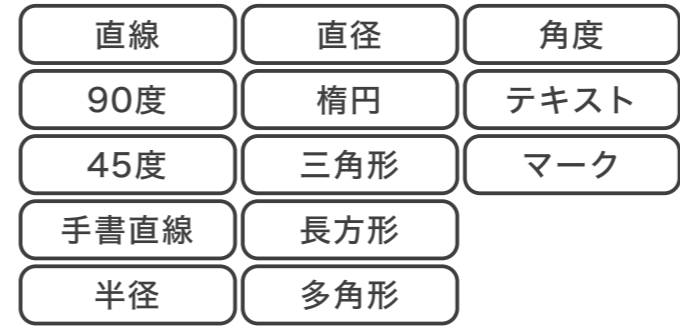 直線 直径 角度
90度 楕円 テキスト
45度 三角形 マーク
手書直線 長方形
半径 多角形